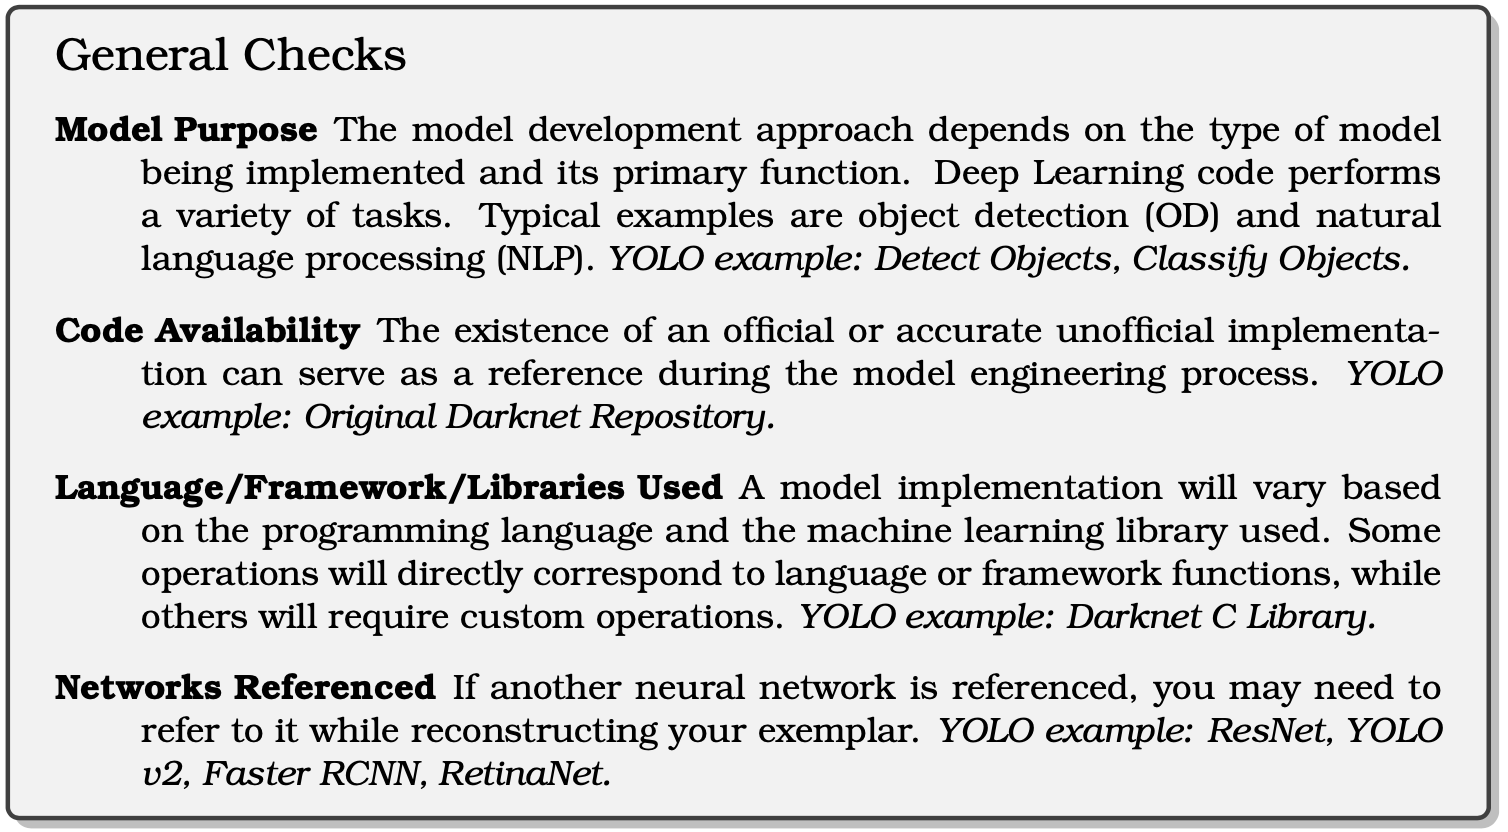 General Checks
Model Purpose The model development approach depends on the type of model
being implemented and its primary function. Deep Learning code performs
a variety of tasks. Typical examples are object detection (OD) and natural
language processing (NLP). YOLO example: Detect Objects, Classify Objects.
Code Availability The existence of an official or accurate unofficial implementa-
tion can serve as a reference during the model engineering process. YOLO
example: Original Darknet Repository.
Language/Framework/Libraries Used A model implementation will vary based
on the programming language and the machine learning library used. Some
operations will directly correspond to language or framework functions, while
others will require custom operations. YOLO example: Darknet C Library.
Networks Referenced If another neural network is referenced, you may need to
refer to it while reconstructing your exemplar. YOLO example: ResNet, YOLO
v2, Faster RCNN, RetinaNet.